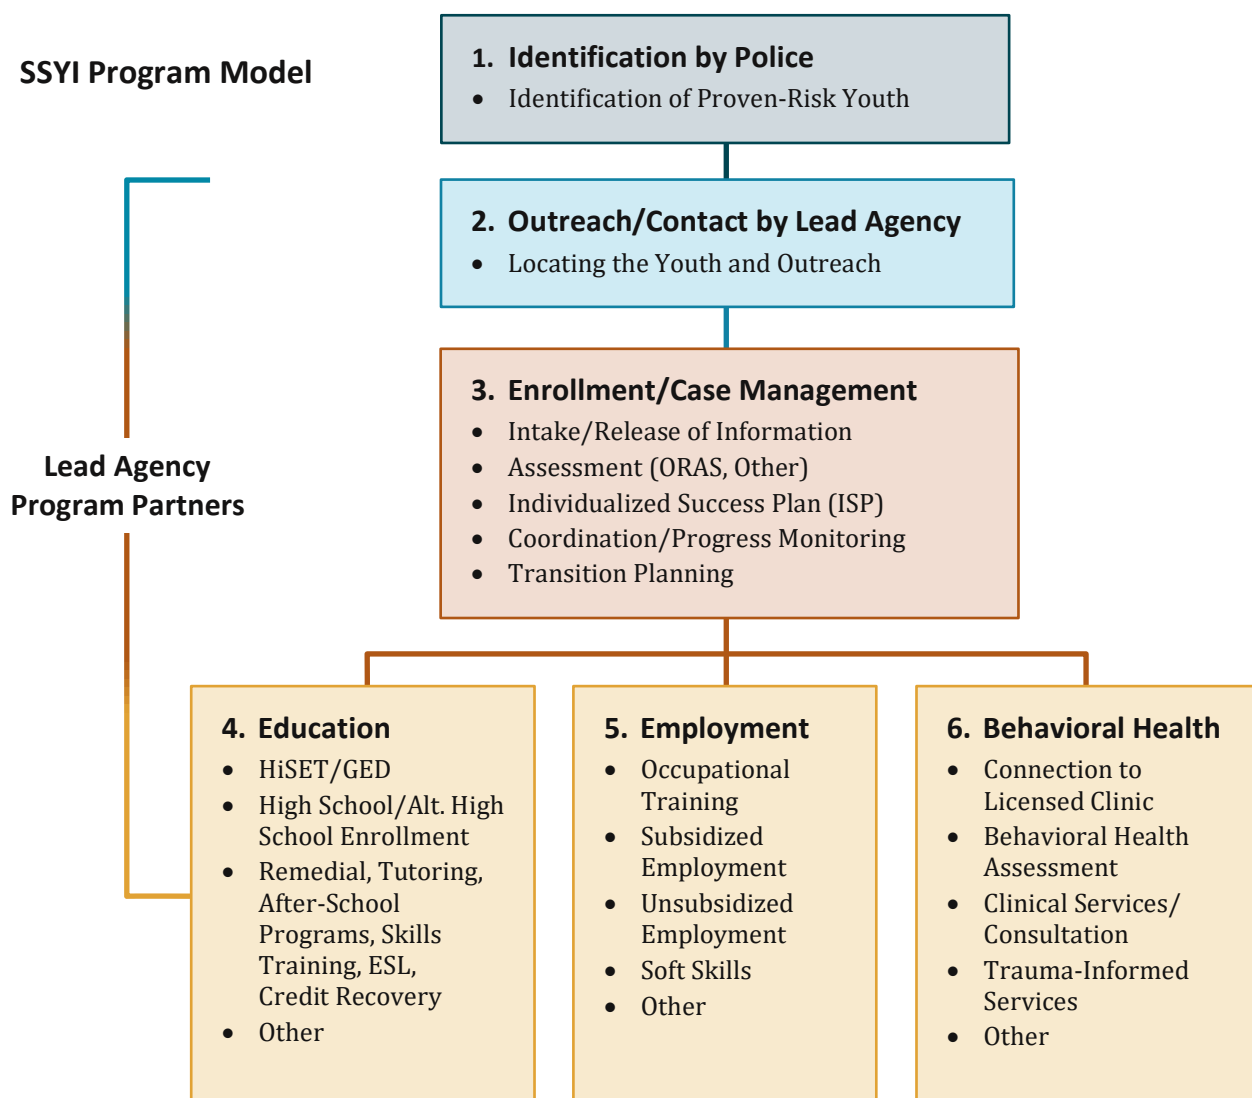 SSYI Program Model
1. Identification by Police
• Identification of Proven-Risk Youth
2. Outreach/Contact by Lead Agency
• Locating the Youth and Outreach
3. Enrollment/Case Management
• Intake/Release of Information
• Assessment (ORAS, Other)
• Individualized Success Plan (ISP)
• Coordination/Progress Monitoring
• Transition Planning
Lead Agency
Program Partners
4. Education
• HiSET/GED
• High School/Alt. High
School Enrollment
• Remedial, Tutoring,
After-School
Programs, Skills
Training, ESL,
Credit Recovery
• Other
5. Employment
• Occupational
Training
• Subsidized
Employment
• Unsubsidized
Employment
• Soft Skills
• Other
6. Behavioral Health
• Connection to
Licensed Clinic
• Behavioral Health
Assessment
• Clinical Services/
Consultation
• Trauma-Informed
Services
• Other